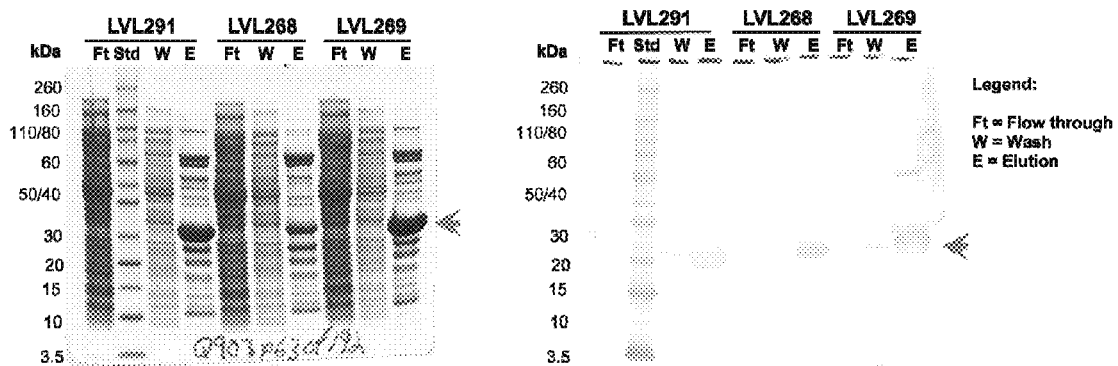 LVL291 LVL268 LVL269
kDa Ft Std W E Ft W E Ft W E
260
160
110/80
60
50/40
30
20
15
10
3.5
LVL291 LVL268 LVL269
kDa Ft Std W E Ft W E Ft W E
260
160
110/80
60
50/40
30
20
15
10
3.5
Legend:
Ft = Flow through
W = Wash
E = Elution